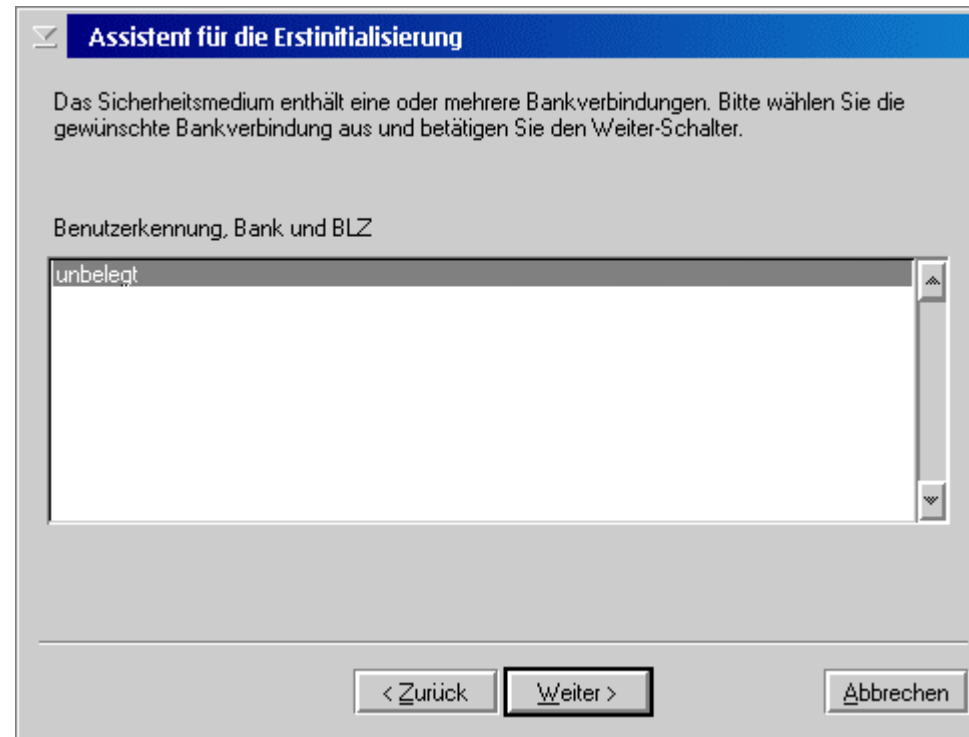 Assistent für die Erstinitialisierung
Das Sicherheitsmedium enthält eine oder mehrere Bankverbindungen. Bitte wählen Sie die
gewünschte Bankverbindung aus und betätigen Sie den Weiter-Schalter.
Benutzerkennung, Bank und BLZ
unbelegt
< Zurück
Weiter >
Abbrechen